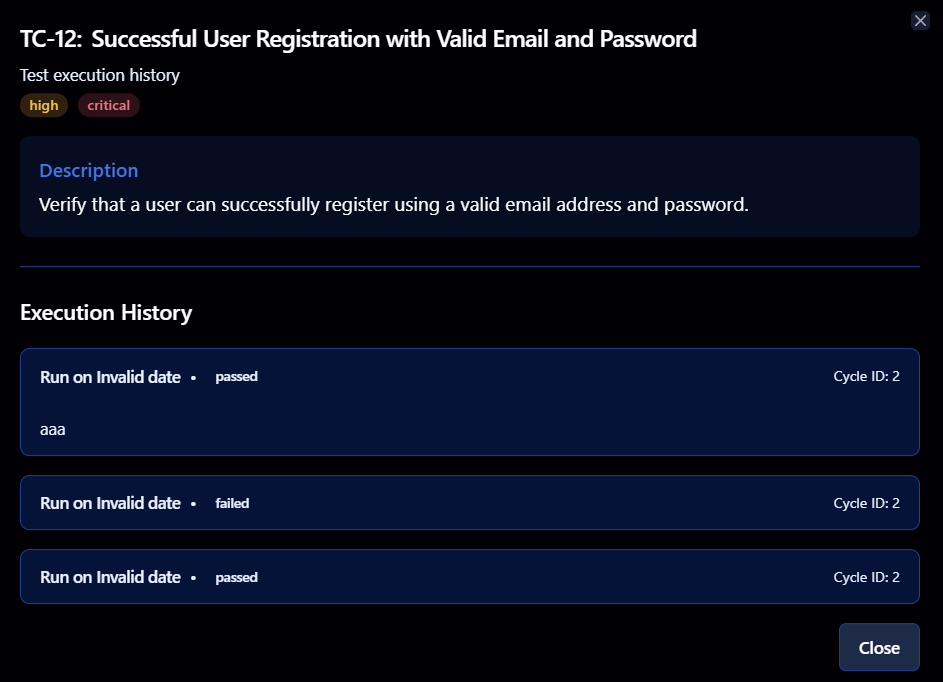 TC-12: Successful User Registration with Valid Email and Password
Test execution history
high critical
Description
Verify that a user can successfully register using a valid email address and password.
Execution History
Run on Invalid date • passed Cycle ID: 2
aaa
Run on Invalid date • failed Cycle ID: 2
Run on Invalid date • passed Cycle ID: 2
Close